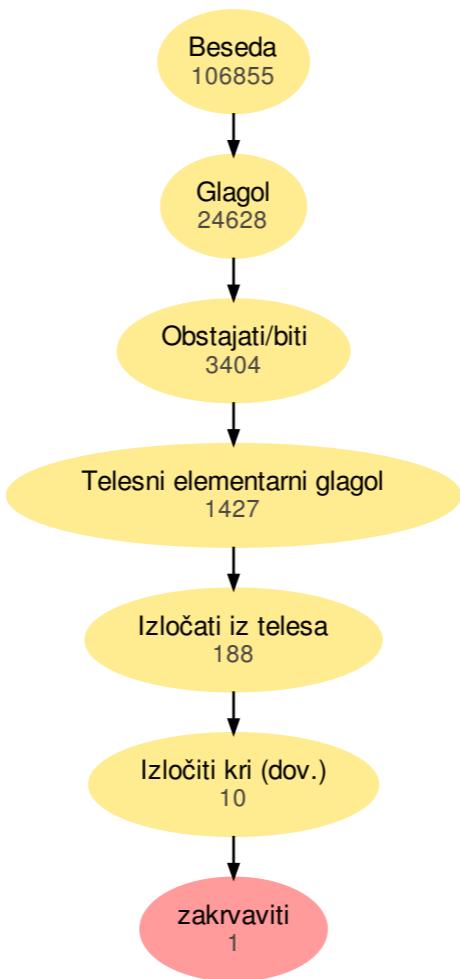 Beseda
106855
Glagol
24628
Obstajati/biti
3404
Telesni elementarni glagol
1427
Izločati iz telesa
188
Izločiti kri (dov.)
10
zakrvaviti
1